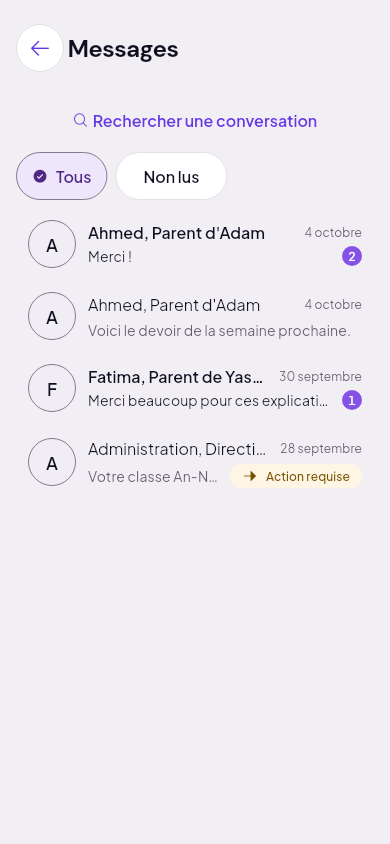 Messages
Rechercher une conversation
Tous
Non lus
A
Ahmed, Parent d'Adam
4 octobre
Merci !
2
A
Ahmed, Parent d'Adam
4 octobre
Voici le devoir de la semaine prochaine.
F
Fatima, Parent de Yas...
30 septembre
Merci beaucoup pour ces explicati...
1
A
Administration, Directi...
28 septembre
Votre classe An-N...
Action requise